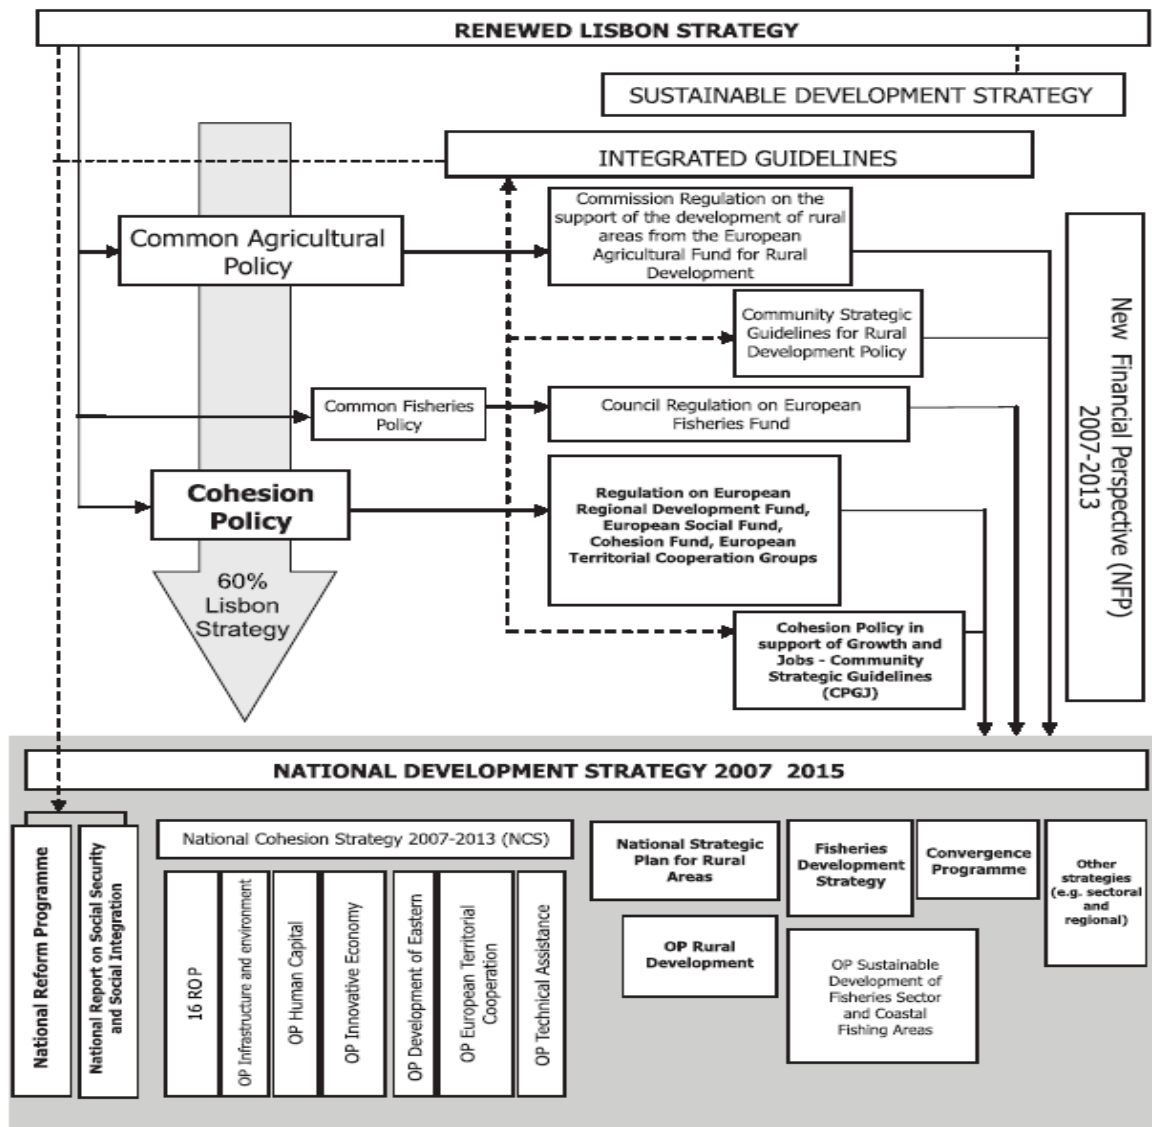 RENEWED LISBON STRATEGY
SUSTAINABLE DEVELOPMENT STRATEGY
INTEGRATED GUIDELINES
Common Agricultural
Policy
Commission Regulation on the
support of the development of rural
areas from the European
Agricultural Fund for Rural
Development
Community Strategic
Guidelines for Rural
Development Policy
New Financial Perspective (NFP)
2007-2013
Common Fisheries
Policy
Council Regulation on European
Fisheries Fund
Cohesion
Policy
Regulation on European
Regional Development Fund,
European Social Fund,
Cohesion Fund, European
Territorial Cooperation Groups
60%
Lisbon
Strategy
Cohesion Policy in
support of Growth and
Jobs - Community
Strategic Guidelines
(CPGJ)
NATIONAL DEVELOPMENT STRATEGY 2007 2015
National Reform Programme
National Report on Social Security
and Social Integration
National Cohesion Strategy 2007-2013 (NCS)
16 ROP
OP Infrastructure and environment
OP Human Capital
OP Innovative Economy
OP Development of Eastern
OP European Territorial
Cooperation
OP Technical Assistance
National Strategic
Plan for Rural
Areas
OP Rural
Development
Fisheries
Development
Strategy
OP Sustainable
Development of
Fisheries Sector
and Coastal
Fishing Areas
Convergence
Programme
Other
strategies
(e.g. sectoral
and
regional)